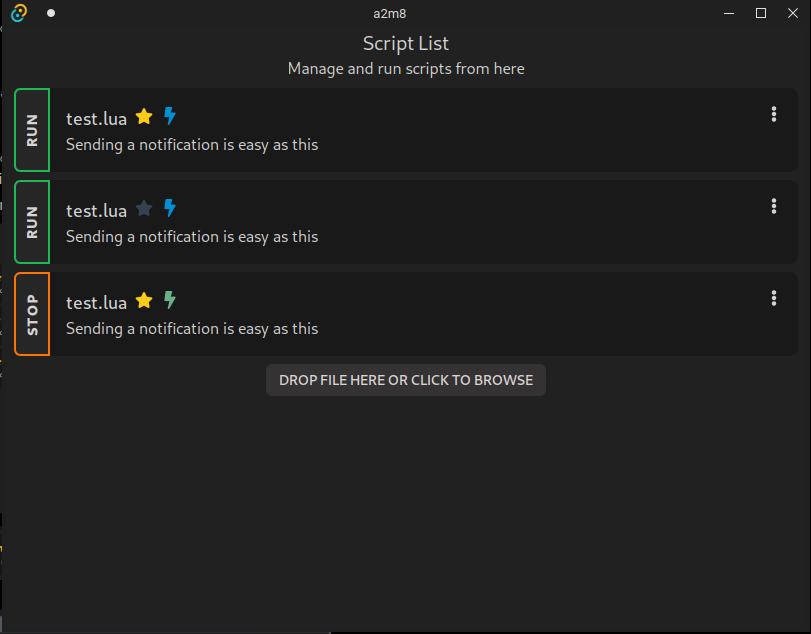 a2m8
Script List
Manage and run scripts from here
RUN
test.lua
Sending a notification is easy as this
RUN
test.lua
Sending a notification is easy as this
STOP
test.lua
Sending a notification is easy as this
DROP FILE HERE OR CLICK TO BROWSE